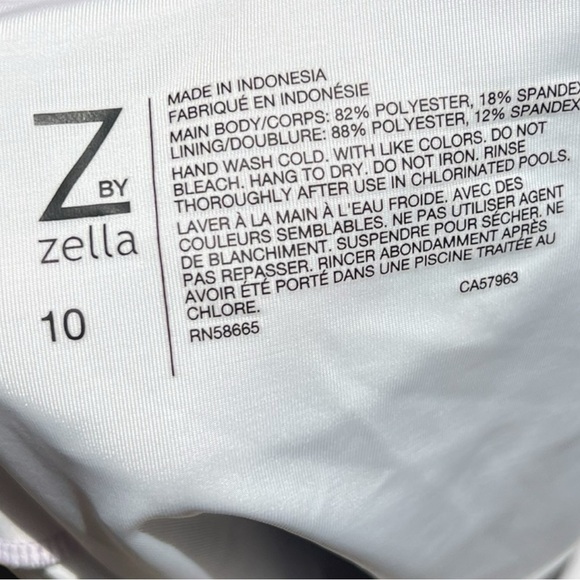 Z BY
zella
10
MADE IN INDONESIA
FABRIQUÉ EN INDONÉSIE
MAIN BODY/CORPS: 82% POLYESTER, 18% SPANDEX
LINING/DOUBLURE: 88% POLYESTER, 12% SPANDEX
HAND WASH COLD. WITH LIKE COLORS. DO NOT
BLEACH. HANG TO DRY. DO NOT IRON. RINSE
THOROUGHLY AFTER USE IN CHLORINATED POOLS.
LAVER À LA MAIN À L'EAU FROIDE. AVEC DES
COULEURS SEMBLABLES. NE PAS UTILISER AGENT
DE BLANCHIMENT. SUSPENDRE POUR SÉCHER. NE
PAS REPASSER. RINCER ABONDAMMENT APRÈS
AVOIR ÉTÉ PORTÉ DANS UNE PISCINE TRAITÉE AU
CHLORE.
RN58665
CA57963